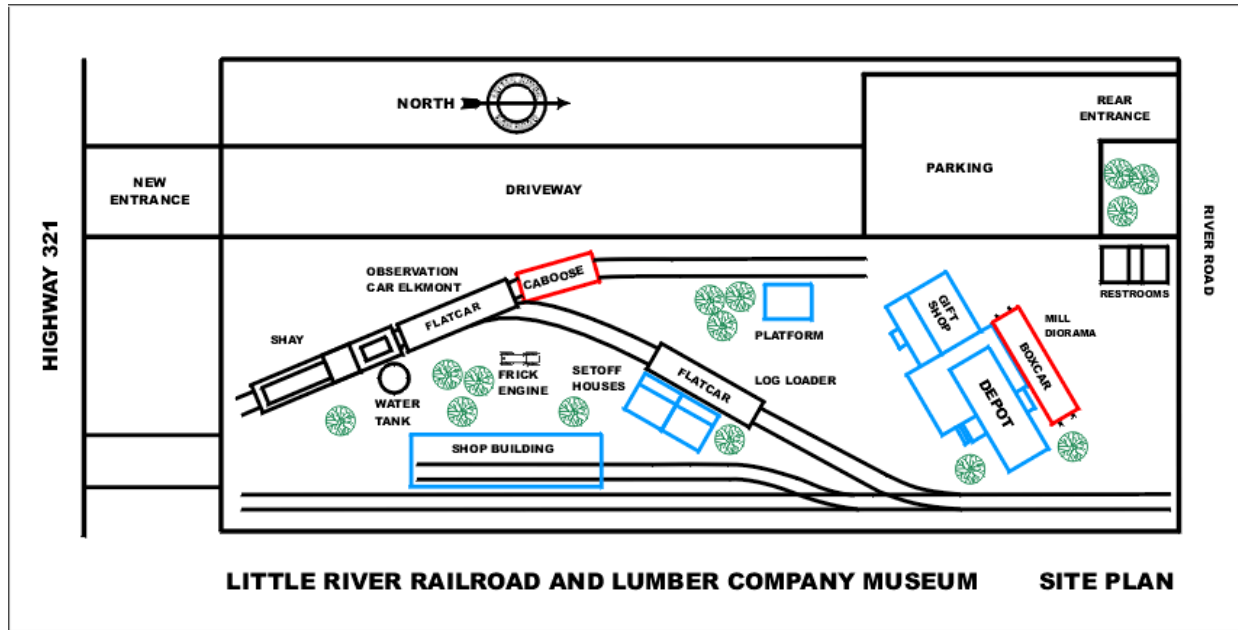 NORTH
REAR
ENTRANCE
PARKING
NEW
ENTRANCE
DRIVEWAY
HIGHWAY 321
RIVER ROAD
OBSERVATION
CAR ELKMONT
CABOOSE
FLATCAR
RESTROOMS
GIFT
SHOP
MILL
DIORAMA
BOXCAR
PLATFORM
SHAY
FRICK
ENGINE
SETOFF
HOUSES
FLATCAR
LOG LOADER
WATER
TANK
DEPOT
SHOP BUILDING
LITTLE RIVER RAILROAD AND LUMBER COMPANY MUSEUM SITE PLAN